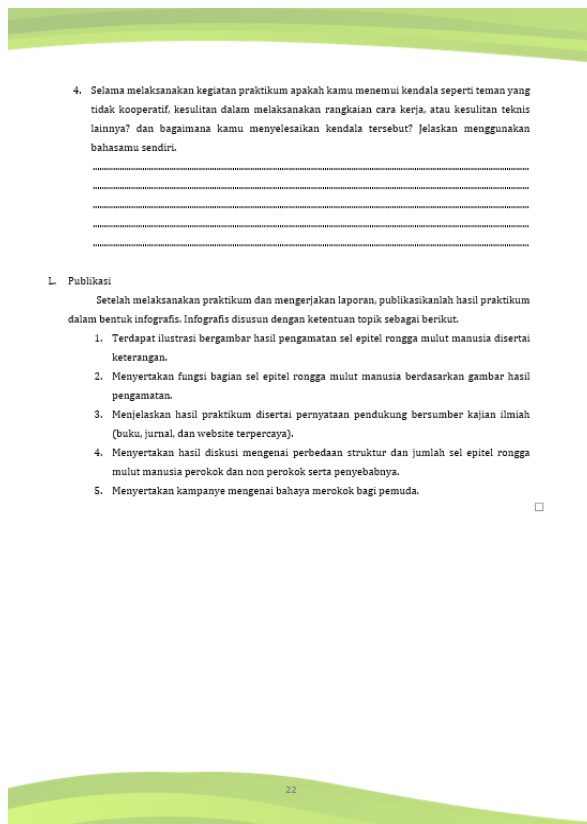 4. Selama melaksanakan kegiatan praktikum apakah kamu menemui kendala seperti teman yang
tidak kooperatif, kesulitan dalam melaksanakan rangkaian cara kerja, atau kesulitan teknis
lainnya? dan bagaimana kamu menyelesaikan kendala tersebut? Jelaskan menggunakan
bahasamu sendiri.
L. Publikasi
Setelah melaksanakan praktikum dan mengerjakan laporan, publikasikanlah hasil praktikum
dalam bentuk infografis. Infografis disusun dengan ketentuan topik sebagai berikut.
1. Terdapat ilustrasi bergambar hasil pengamatan sel epitel rongga mulut manusia disertai
keterangan.
2. Menyertakan fungsi bagian sel epitel rongga mulut manusia berdasarkan gambar hasil
pengamatan.
3. Menjelaskan hasil praktikum disertai pernyataan pendukung bersumber kajian ilmiah
(buku, jurnal, dan website terpercaya).
4. Menyertakan hasil diskusi mengenai perbedaan struktur dan jumlah sel epitel rongga
mulut manusia perokok dan non perokok serta penyebabnya.
5. Menyertakan kampanye mengenai bahaya merokok bagi pemuda.
22